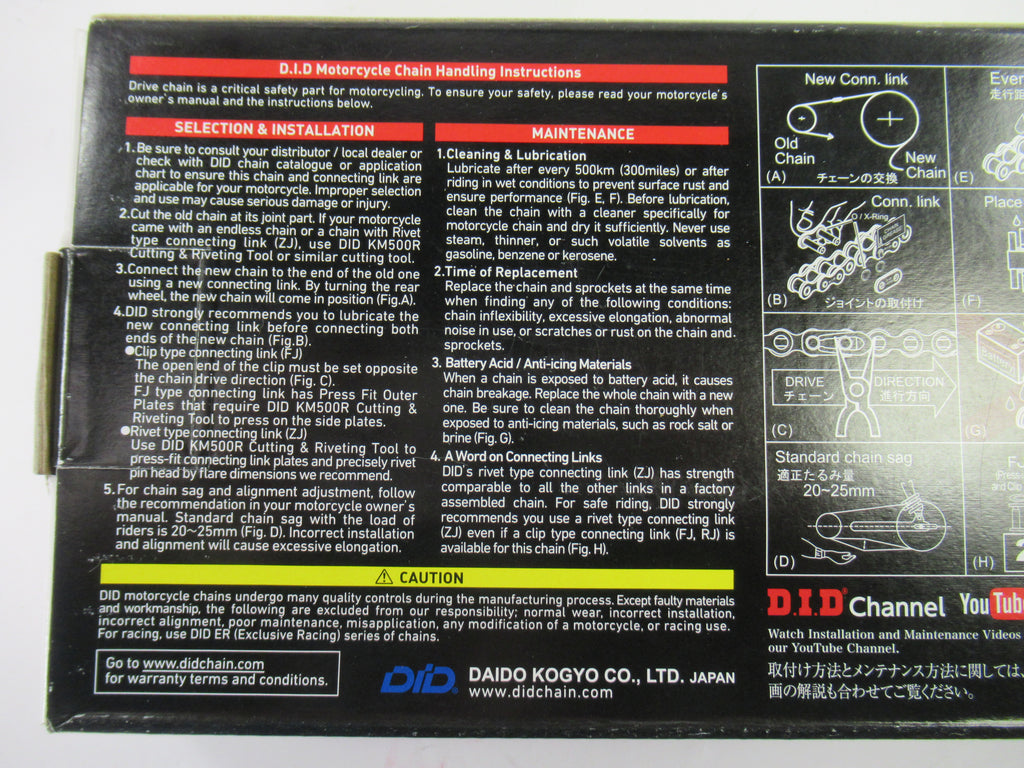 D.I.D Motorcycle Chain Handling Instructions
Drive chain is a critical safety part for motorcycling. To ensure your safety, please read your motorcycle's
owner's manual and the instructions below.
SELECTION & INSTALLATION
1.Be sure to consult your distributor / local dealer or
check with DID chain catalogue or application
chart to ensure this chain and connecting link are
applicable for your motorcycle. Improper selection
and use may cause serious damage or injury.
2.Cut the old chain at its joint part. If your motorcycle
came with an endless chain or a chain with Rivet
type connecting link (ZJ), use DID KM500R
Cutting & Riveting Tool or similar cutting tool.
3.Connect the new chain to the end of the old one
using a new connecting link. By turning the rear
wheel, the new chain will come in position (Fig.A).
4.DID strongly recommends you to lubricate the
new connecting link before connecting both
ends of the new chain (Fig.B).
●Clip type connecting link (FJ)
The open end of the clip must be set opposite
the chain drive direction (Fig. C).
FJ type connecting link has Press Fit Outer
Plates that require DID KM500R Cutting &
Riveting Tool to press on the side plates.
●Rivet type connecting link (ZJ)
Use DID KM500R Cutting & Riveting Tool to
press-fit connecting link plates and precisely rivet
pin head by flare dimensions we recommend.
5.For chain sag and alignment adjustment, follow
the recommendation in your motorcycle owner's
manual. Standard chain sag with the load of
riders is 20~25mm (Fig. D). Incorrect installation
and alignment will cause excessive elongation.
MAINTENANCE
1.Cleaning & Lubrication
Lubricate after every 500km (300miles) or after
riding in wet conditions to prevent surface rust and
ensure performance (Fig. E, F). Before lubrication,
clean the chain with a cleaner specifically for
motorcycle chain and dry it sufficiently. Never use
steam, thinner, or such volatile solvents as
gasoline, benzene or kerosene.
2.Time of Replacement
Replace the chain and sprockets at the same time
when finding any of the following conditions:
chain inflexibility, excessive elongation, abnormal
noise in use, or scratches or rust on the chain and
sprockets.
3. Battery Acid / Anti-icing Materials
When a chain is exposed to battery acid, it causes
chain breakage. Replace the whole chain with a new
one. Be sure to clean the chain thoroughly when
exposed to anti-icing materials, such as rock salt or
brine (Fig. G).
4. A Word on Connecting Links
DID's rivet type connecting link (ZJ) has strength
comparable to all the other links in a factory
assembled chain. For safe riding, DID strongly
recommends you use a rivet type connecting link
(ZJ) even if a clip type connecting link (FJ, RJ) is
available for this chain (Fig. H).
⚠ CAUTION
DID motorcycle chains undergo many quality controls during the manufacturing process. Except faulty materials
and workmanship, the following are excluded from our responsibility; normal wear, incorrect installation,
incorrect alignment, poor maintenance, misapplication, any modification of a motorcycle, or racing use.
For racing, use DID ER (Exclusive Racing) series of chains.
Go to www.didchain.com
for warranty terms and conditions.
DID DAIDO KOGYO CO., LTD. JAPAN
www.didchain.com
New Conn. link
Old
Chain
New
Chain
(A) チェーンの交換
Conn. link
O / X-Ring
(B) ジョイントの取付け
DRIVE
チェーン
DIRECTION
進行方向
(C)
Standard chain sag
適正たるみ量
20~25mm
(D)
走行距
(E)
Place
(F)
Battery
(G)
FJ
(Press
and Clip
(H)
D.I.D Channel YouTube
Watch Installation and Maintenance Videos
our YouTube Channel.
取付け方法とメンテナンス方法に関しては、
画の解説も合わせてご覧ください。